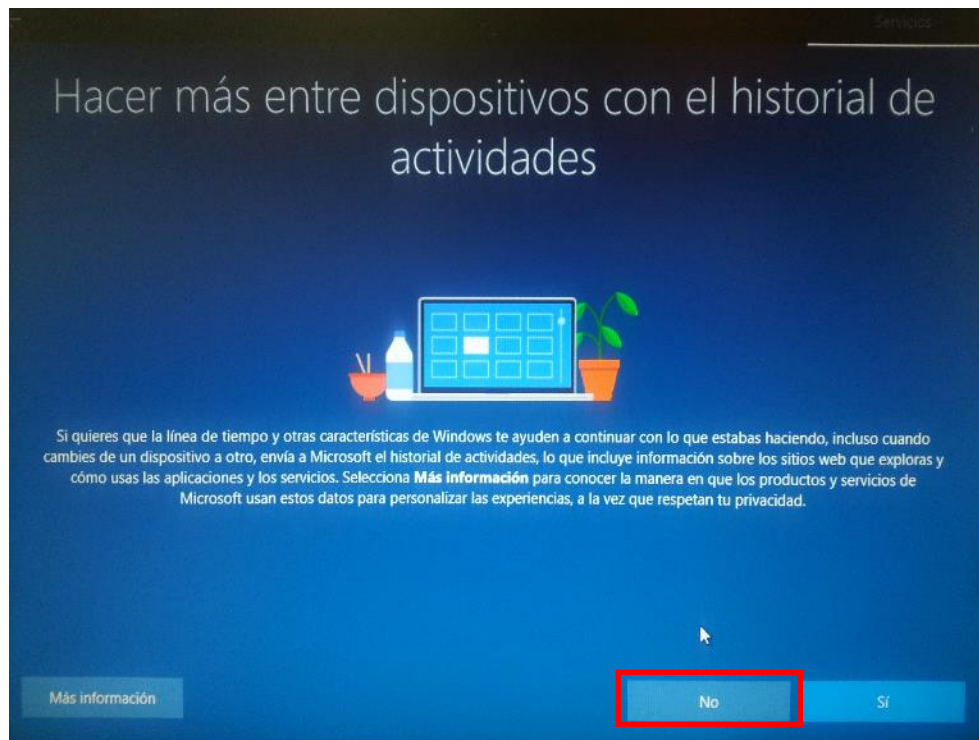 Servicios
Hacer más entre dispositivos con el historial de
actividades
Si quieres que la línea de tiempo y otras características de Windows te ayuden a continuar con lo que estabas haciendo, incluso cuando
cambies de un dispositivo a otro, envía a Microsoft el historial de actividades, lo que incluye información sobre los sitios web que exploras y
cómo usas las aplicaciones y los servicios. Selecciona Más información para conocer la manera en que los productos y servicios de
Microsoft usan estos datos para personalizar las experiencias, a la vez que respetan tu privacidad.
Más información
No
Sí